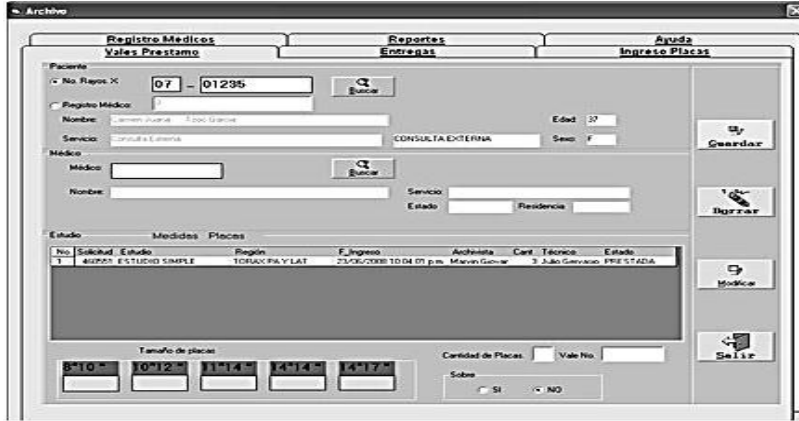 Archivo
Registro Médicos Reportes Ayuda
Vales Prestamo Entregas Ingreso Placas
Paciente
No. Rayos X 07 - 01235 Buscar
Registro Médico:
Nombre: Carmen Juana Edad 37
Servicio: Consulta Externa CONSULTA EXTERNA Sexo F
Guardar
Médico
Médico: Buscar
Nombre: Servicio
Estado Residencia
Borrar
Estudio Medidas Placas
No Solicitud Estudio Región F_Ingreso Archivista Cant Técnico Estado
1 460551 ESTUDIO SIMPLE TORAX PA Y LAT 23/06/2008 10:04:01 p.m. Marvin 3 Julio PRESTADA
Modificar
Tamaño de placas
8"10" 10"12" 11"14" 14"14" 14"17"
Cantidad de Placas. Vale No.
Sobre
SI NO
Salir